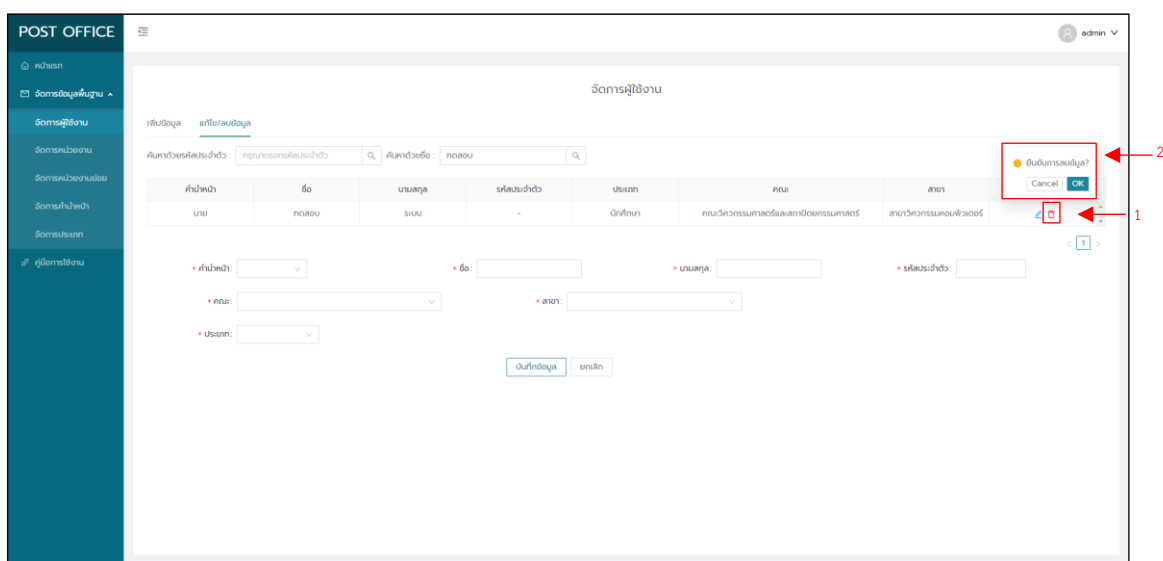 POST OFFICE
admin
หน้าแรก
จัดการข้อมูลพื้นฐาน
จัดการผู้ใช้งาน
จัดการหน่วยงาน
จัดการหน่วยงานย่อย
จัดการคำนำหน้า
จัดการประเภท
คู่มือการใช้งาน
จัดการผู้ใช้งาน
เพิ่มข้อมูล แก้ไข/ลบข้อมูล
ค้นหาด้วยรหัสประจำตัว : กรุณากรอกรหัสประจำตัว ค้นหาด้วยชื่อ : ทดสอบ
ยืนยันการลบข้มูล?
Cancel OK
2
คำนำหน้า ชื่อ นามสกุล รหัสประจำตัว ประเภท คณะ สาขา
นาย ทดสอบ ระบบ - นักศึกษา คณะวิศวกรรมศาสตร์และสถาปัตยกรรมศาสตร์ สาขาวิศวกรรมคอมพิวเตอร์
1
< 1 >
* คำนำหน้า: * ชื่อ: * นามสกุล: * รหัสประจำตัว:
* คณะ: * สาขา:
* ประเภท:
บันทึกข้อมูล ยกเลิก